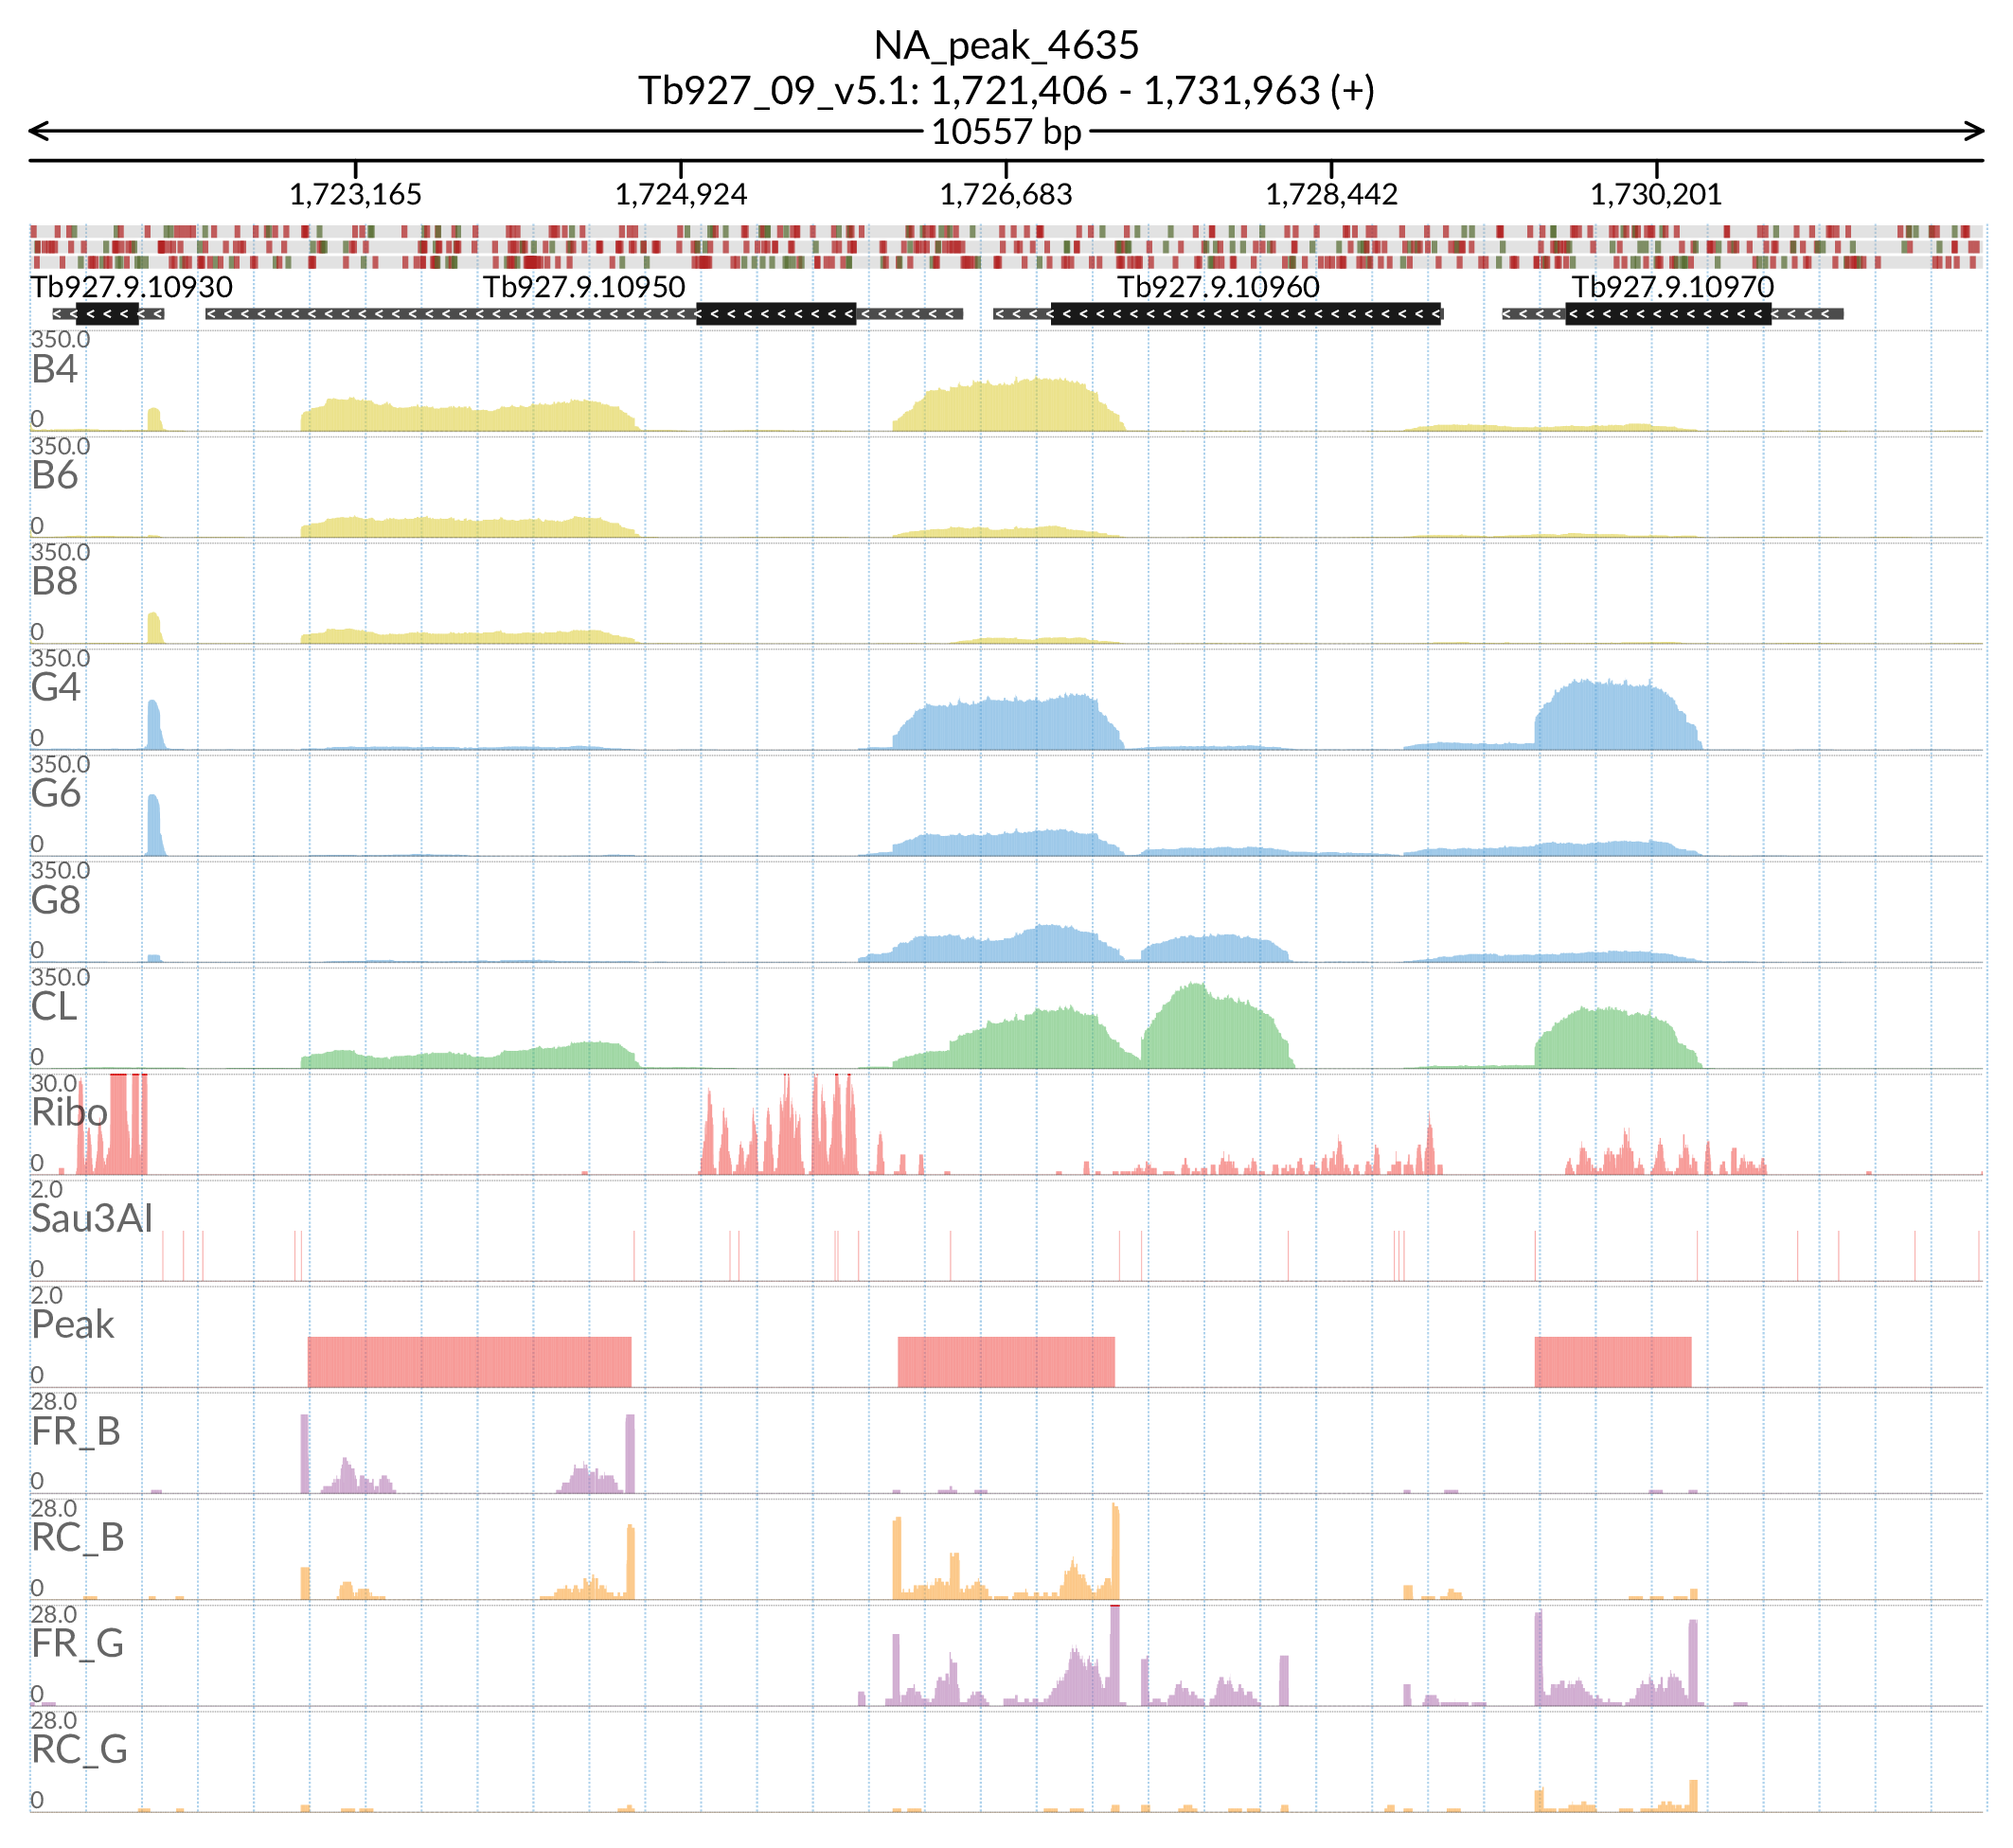 NA_peak_4635
Tb927_09_v5.1: 1,721,406 - 1,731,963 (+)
10557 bp
1,723,165 1,724,924 1,726,683 1,728,442 1,730,201
Tb927.9.10930 Tb927.9.10950 Tb927.9.10960 Tb927.9.10970
350.0
B4
0
350.0
B6
0
350.0
B8
0
350.0
G4
0
350.0
G6
0
350.0
G8
0
350.0
CL
0
30.0
Ribo
0
2.0
Sau3AI
0
2.0
Peak
0
28.0
FR_B
0
28.0
RC_B
0
28.0
FR_G
0
28.0
RC_G
0